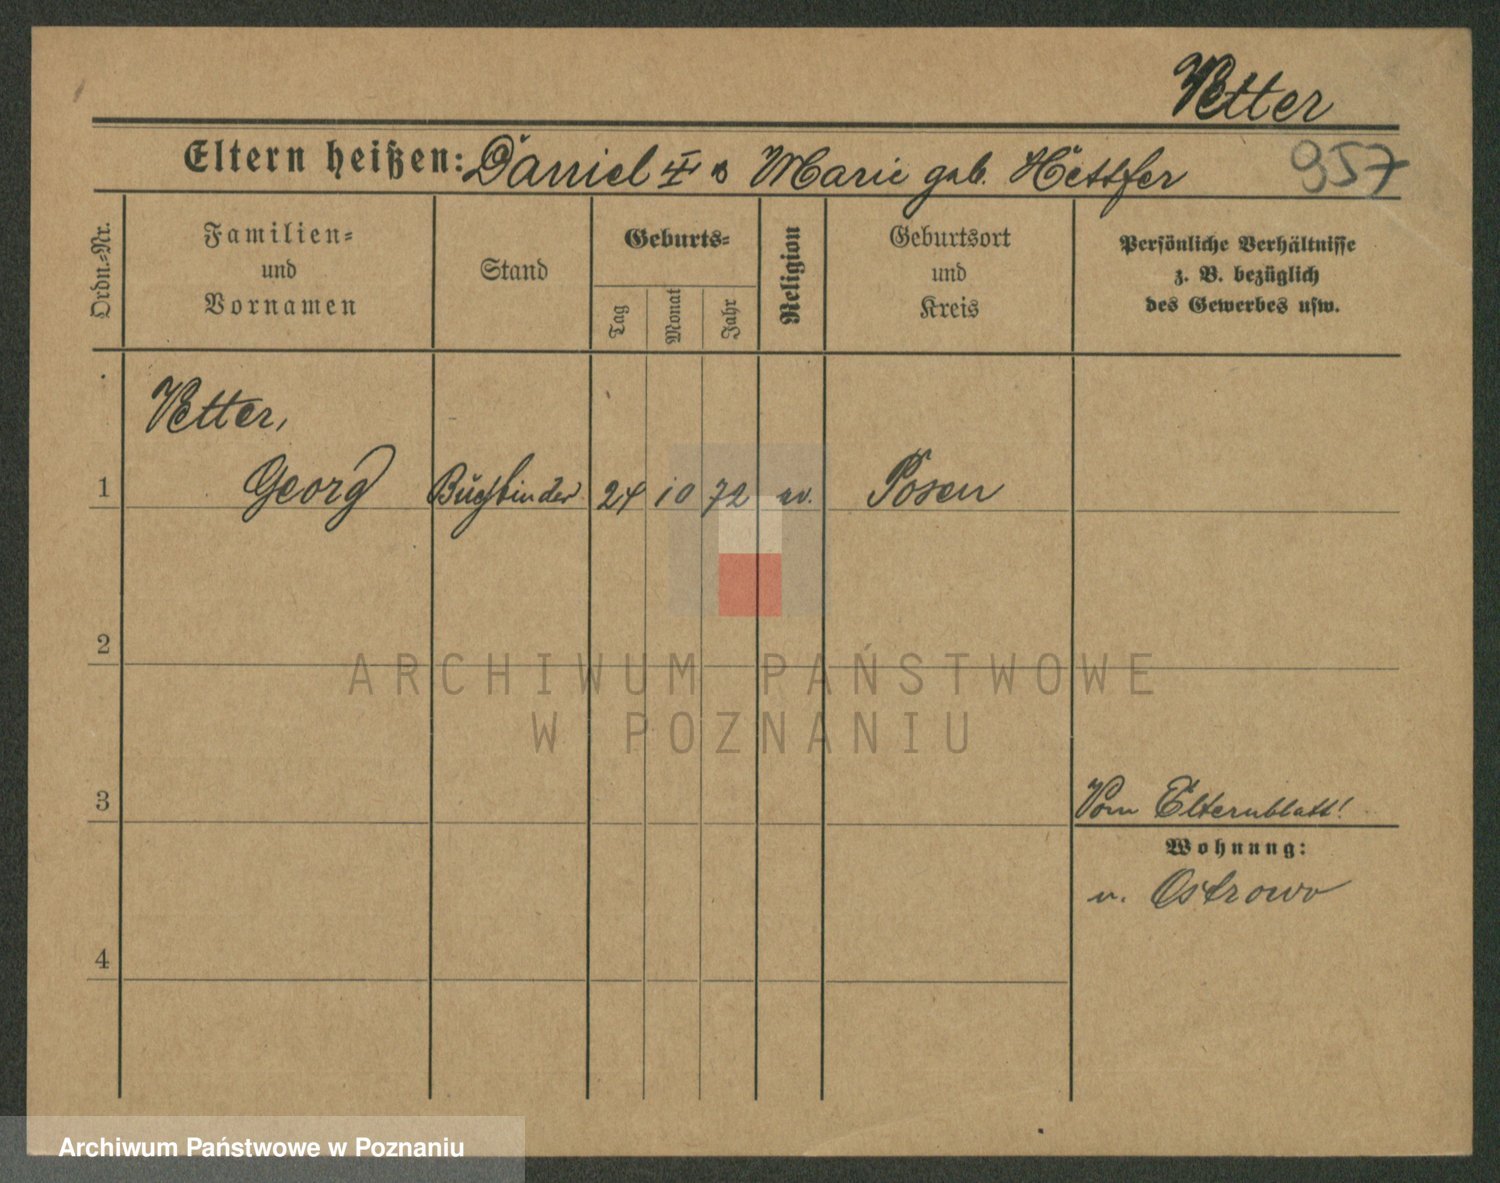 Vetter
Eltern heißen: Daniel u Marie geb.
957
Ordn.-Nr.
Familien-
und
Vornamen
Stand
Geburts-
Tag
Monat
Jahr
Religion
Geburtsort
und
Kreis
Persönliche Verhältnisse
z. B. bezüglich
des Gewerbes usw.
Vetter,
1 Georg Buchbinder 24 10 72 ev. Posen
2
ARCHIWUM PAŃSTWOWE
W POZNANIU
3
Vom Elternblatt!
Wohnung:
n. Ostrowo
4
Archiwum Państwowe w Poznaniu